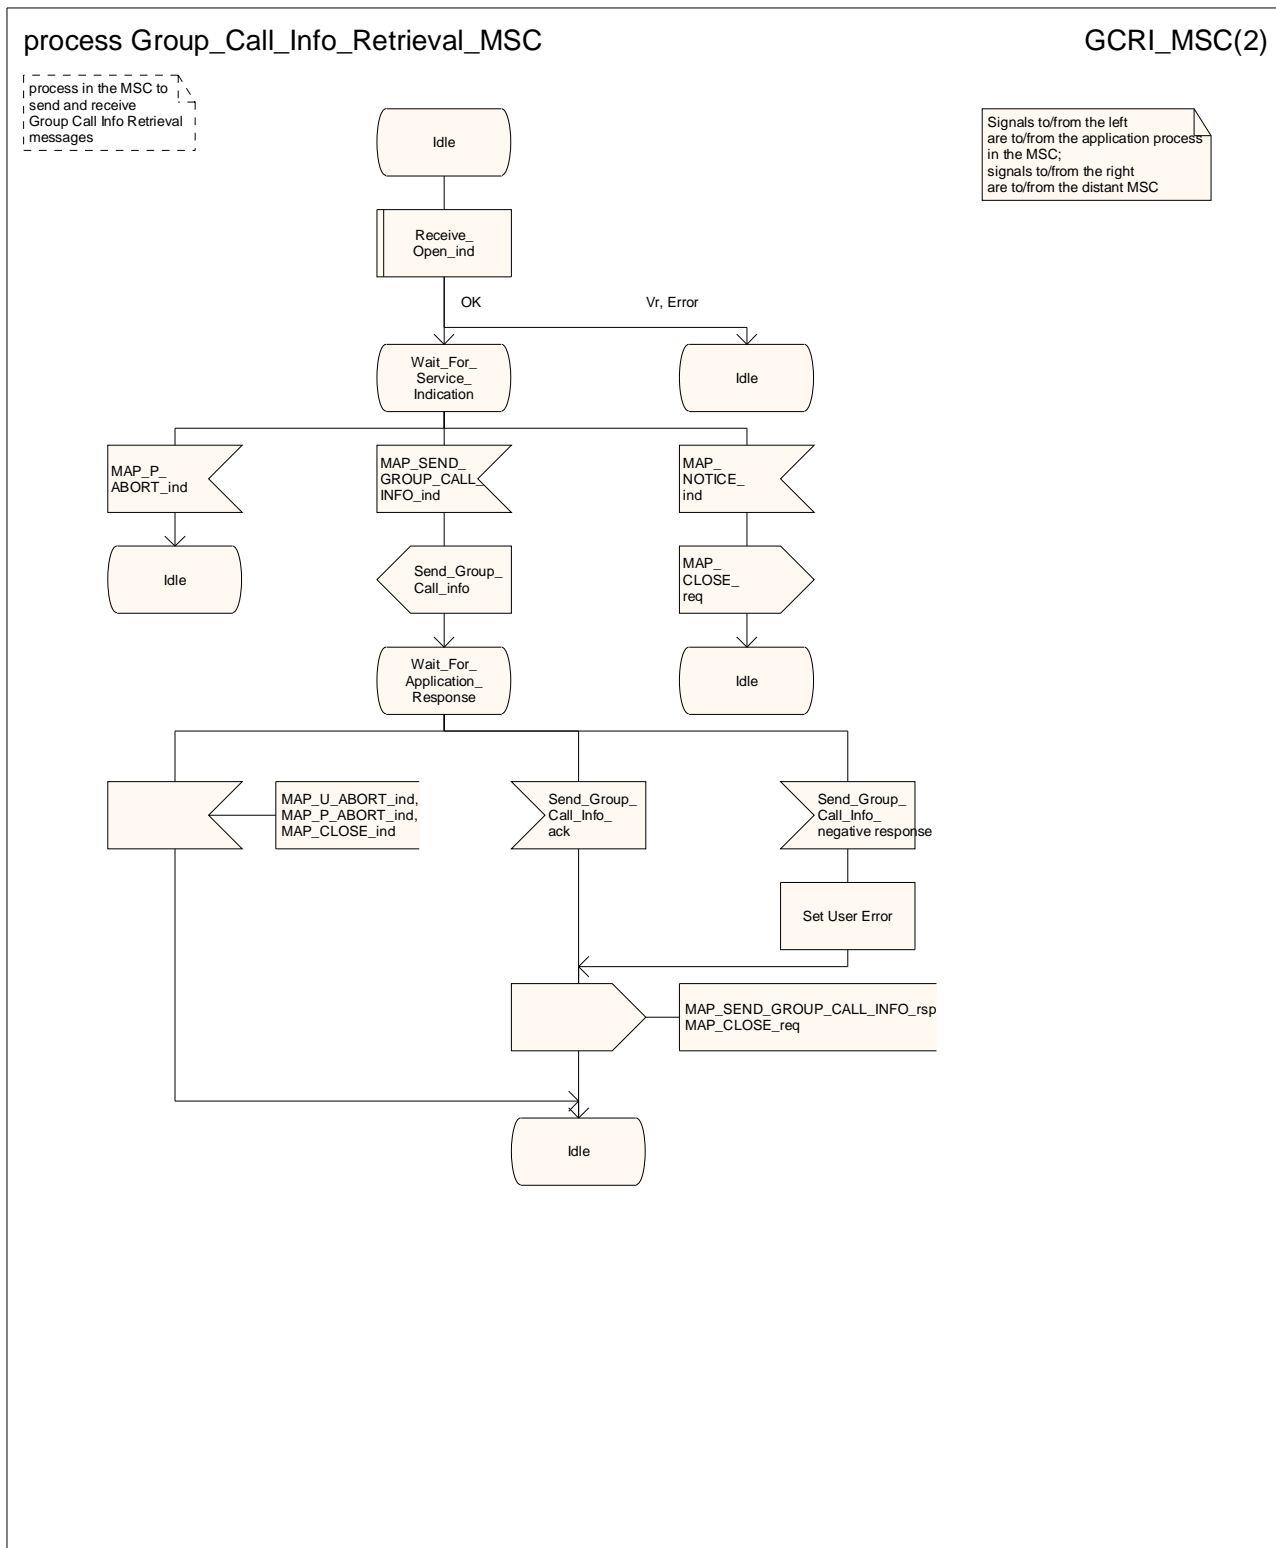 process Group_Call_Info_Retrieval_MSC
GCRI_MSC(2)
process in the MSC to
send and receive
Group Call Info Retrieval
messages
Signals to/from the left
are to/from the application process
in the MSC;
signals to/from the right
are to/from the distant MSC
Idle
Receive_
Open_ind
OK
Vr, Error
Wait_For_
Service_
Indication
Idle
MAP_P_
ABORT_ind
MAP_SEND_
GROUP_CALL_
INFO_ind
MAP_
NOTICE_
ind
Idle
Send_Group_
Call_info
MAP_
CLOSE_
req
Wait_For_
Application_
Response
Idle
MAP_U_ABORT_ind,
MAP_P_ABORT_ind,
MAP_CLOSE_ind
Send_Group_
Call_Info_
ack
Send_Group_
Call_Info_
negative response
Set User Error
MAP_SEND_GROUP_CALL_INFO_rsp
MAP_CLOSE_req
Idle